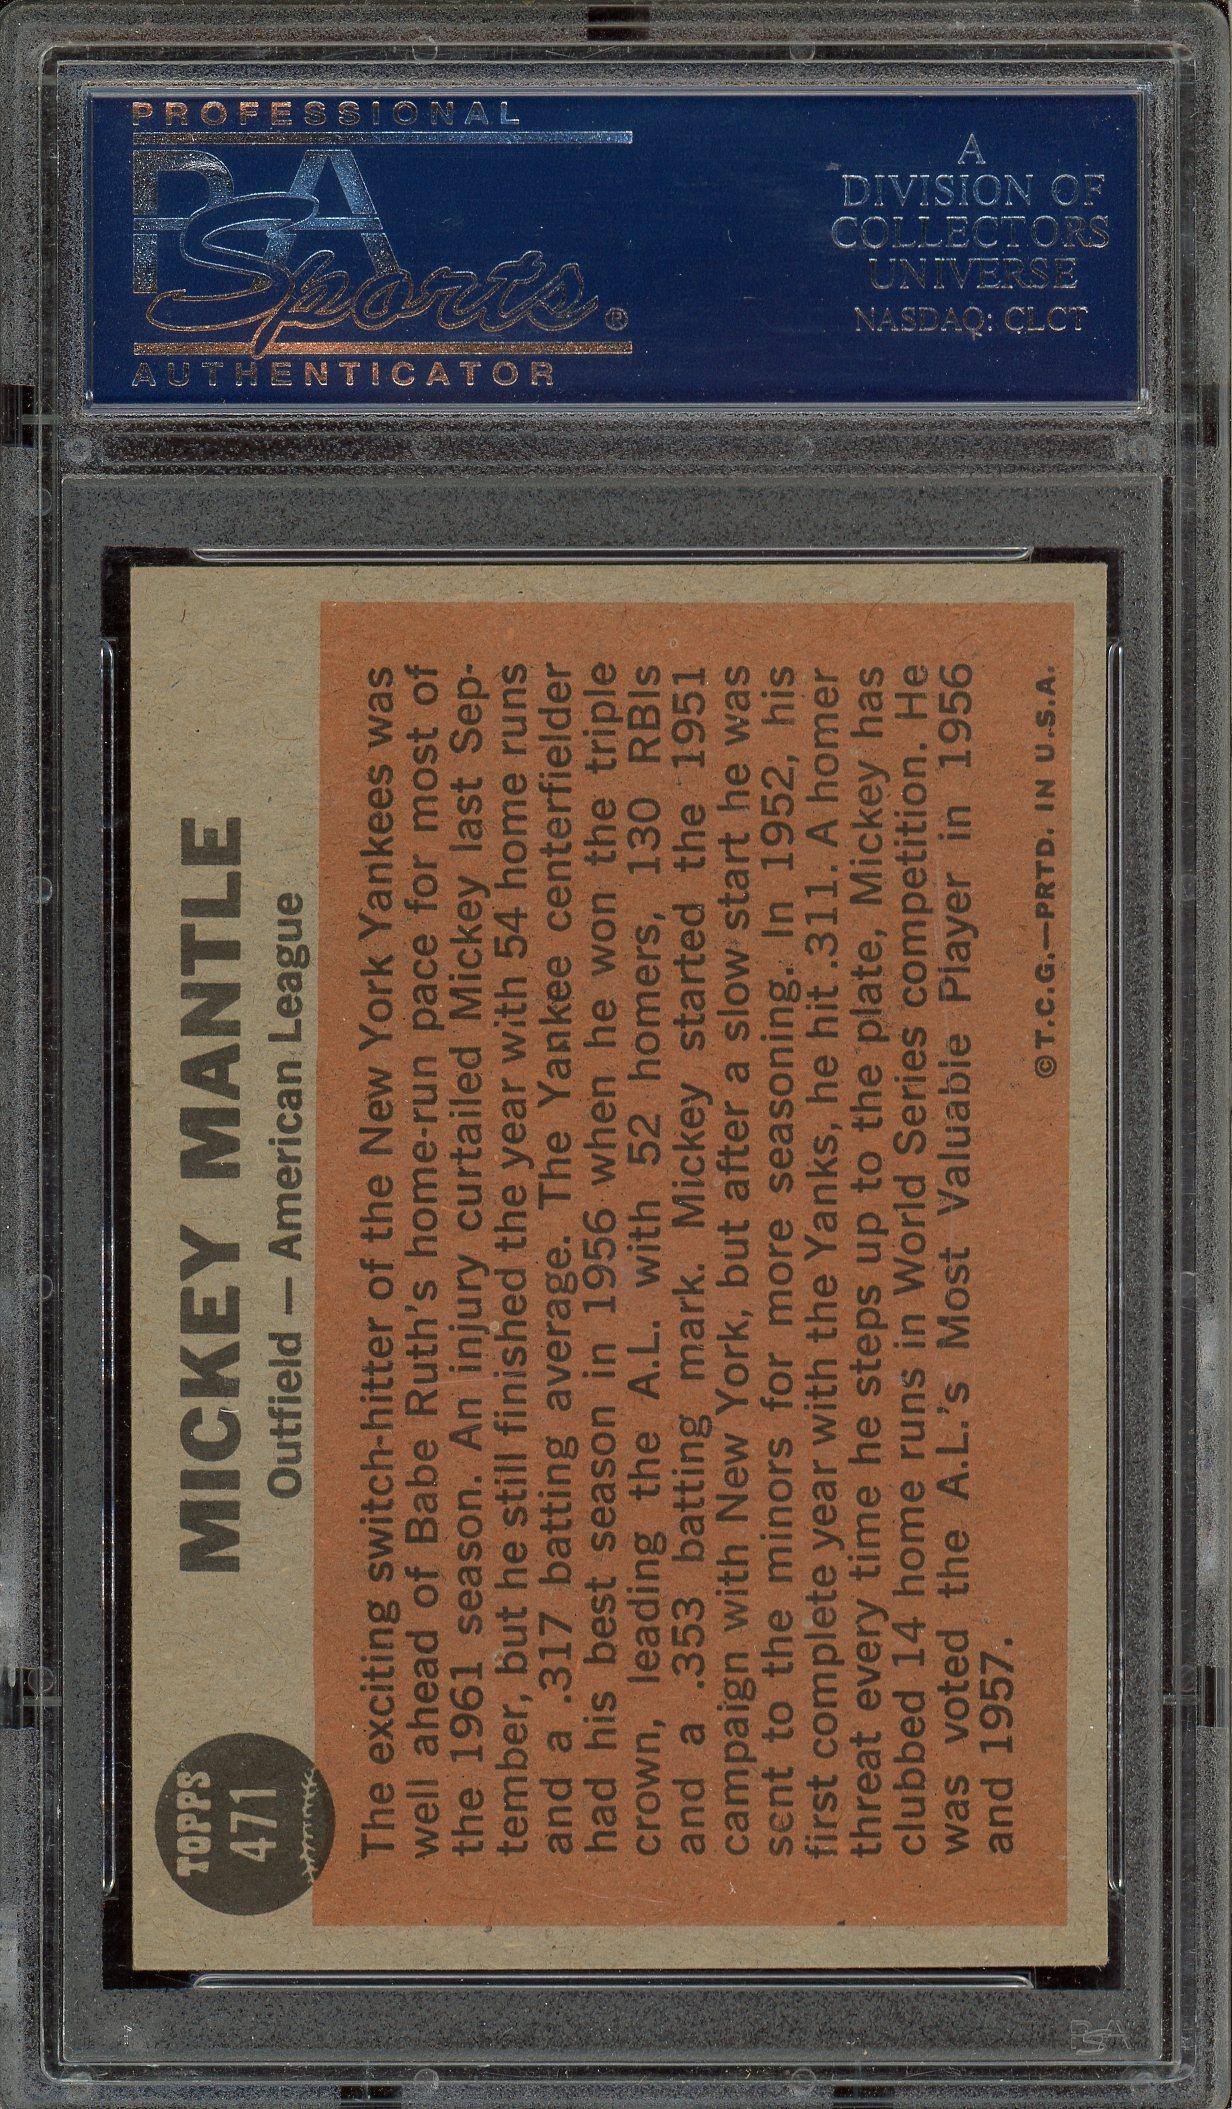 PROFESSIONAL
PSA
Sports®
AUTHENTICATOR
A
DIVISION OF
COLLECTORS
UNIVERSE
NASDAQ: CLCT
TOPPS
471
MICKEY MANTLE
Outfield — American League
The exciting switch-hitter of the New York Yankees was
well ahead of Babe Ruth's home-run pace for most of
the 1961 season. An injury curtailed Mickey last Sep-
tember, but he still finished the year with 54 home runs
and a .317 batting average. The Yankee centerfielder
had his best season in 1956 when he won the triple
crown, leading the A.L. with 52 homers, 130 RBIs
and a .353 batting mark. Mickey started the 1951
campaign with New York, but after a slow start he was
sent to the minors for more seasoning. In 1952, his
first complete year with the Yanks, he hit .311. A homer
threat every time he steps up to the plate, Mickey has
clubbed 14 home runs in World Series competition. He
was voted the A.L.'s Most Valuable Player in 1956
and 1957.
© T.C.G.—PRTD. IN U.S.A.
PSA